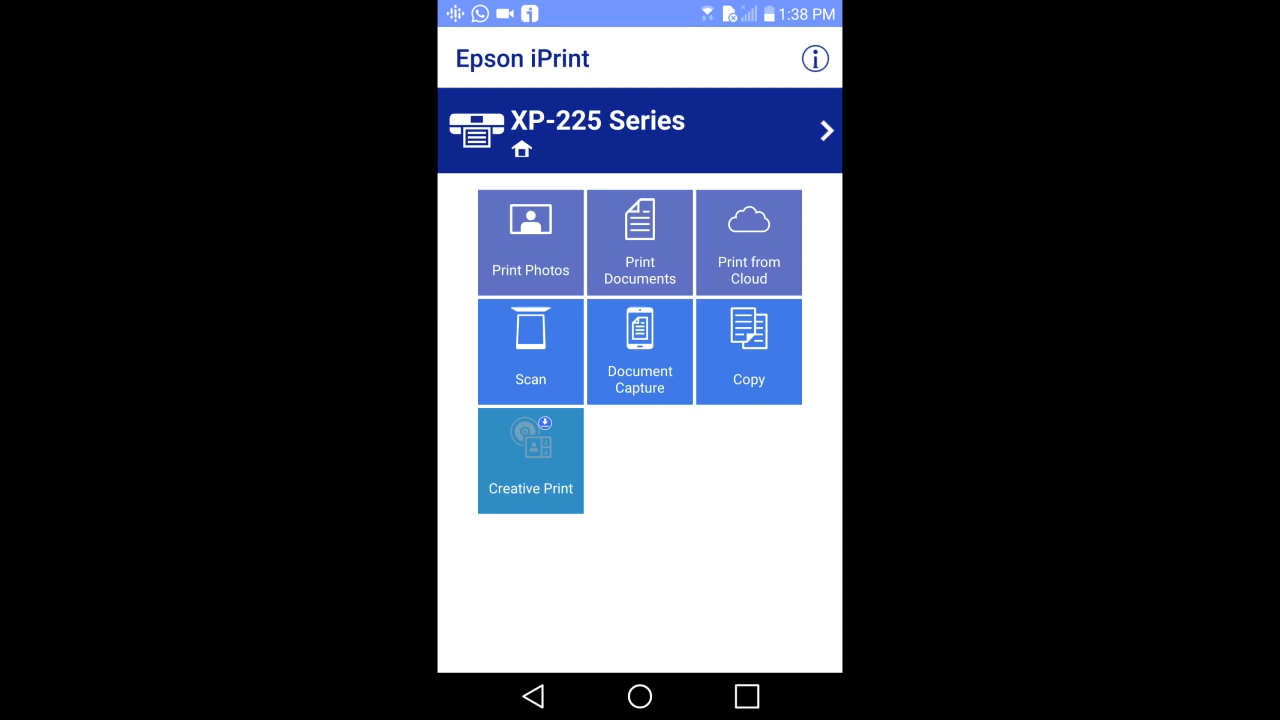 1:38 PM
Epson iPrint
XP-225 Series
Print Photos
Print
Documents
Print from
Cloud
Scan
Document
Capture
Copy
Creative Print